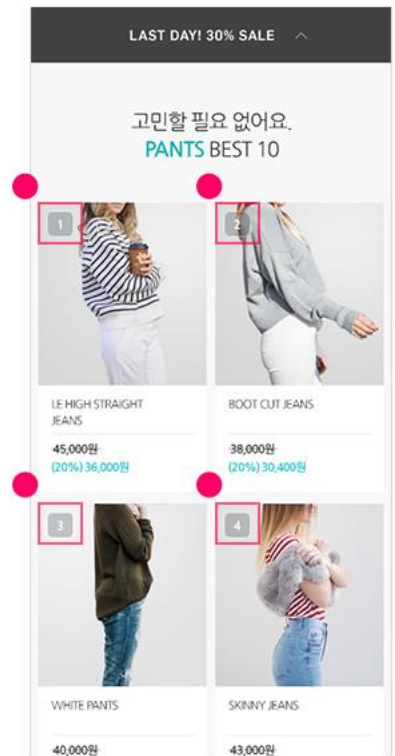 LAST DAY! 30% SALE
고민할 필요 없어요.
PANTS BEST 10
1
2
LE HIGH STRAIGHT
JEANS
45,000원
(20%) 36,000원
BOOT CUT JEANS
38,000원
(20%) 30,400원
3
4
WHITE PANTS
40,000원
SKINNY JEANS
43,000원